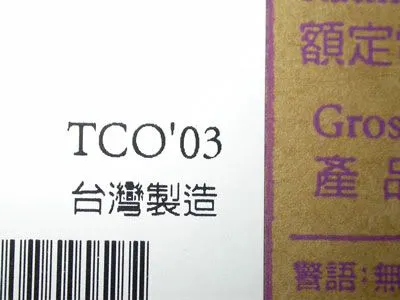 TCO'03
台灣製造
額定
Gros
產 品
警語:無